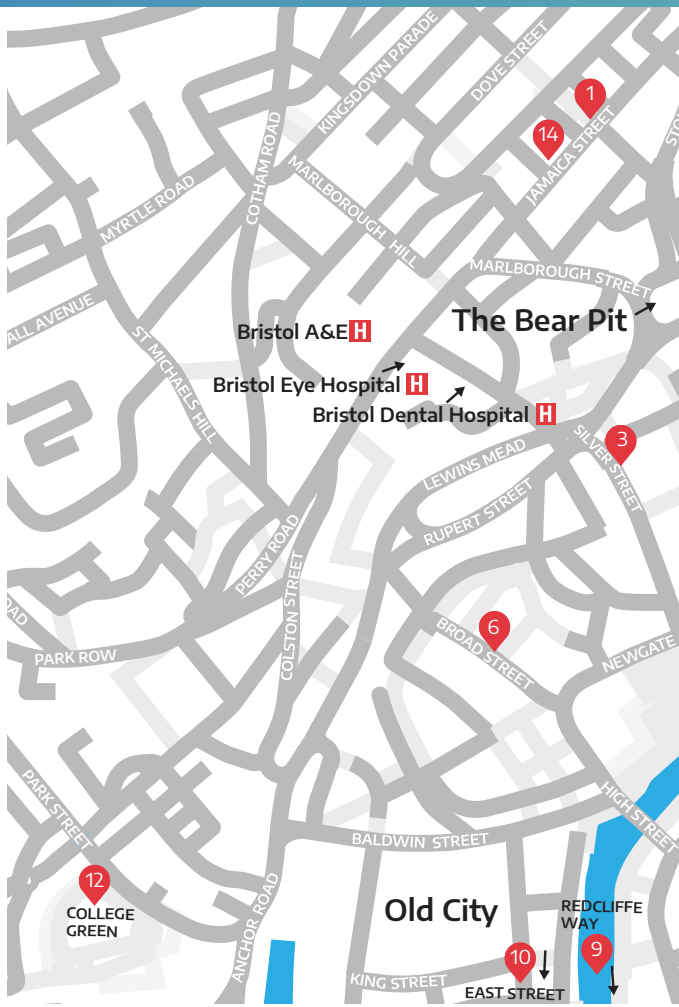 KINGSDOWN PARADE
DOVE STREET
1
14
JAMAICA STREET
COTHAM ROAD
MARLBOROUGH HILL
MYRTLE ROAD
MARLBOROUGH STREET
The Bear Pit
ALL AVENUE
Bristol A&E H
ST MICHAELS HILL
Bristol Eye Hospital H
Bristol Dental Hospital H
3
SILVER STREET
LEWINS MEAD
RUPERT STREET
PERRY ROAD
COLSTON STREET
6
BROAD STREET
NEWGATE
OAD
PARK ROW
PARK STREET
HIGH STREET
BALDWIN STREET
12
COLLEGE
GREEN
Old City
REDCLIFFE
WAY
ANCHOR ROAD
10
9
KING STREET
EAST STREET